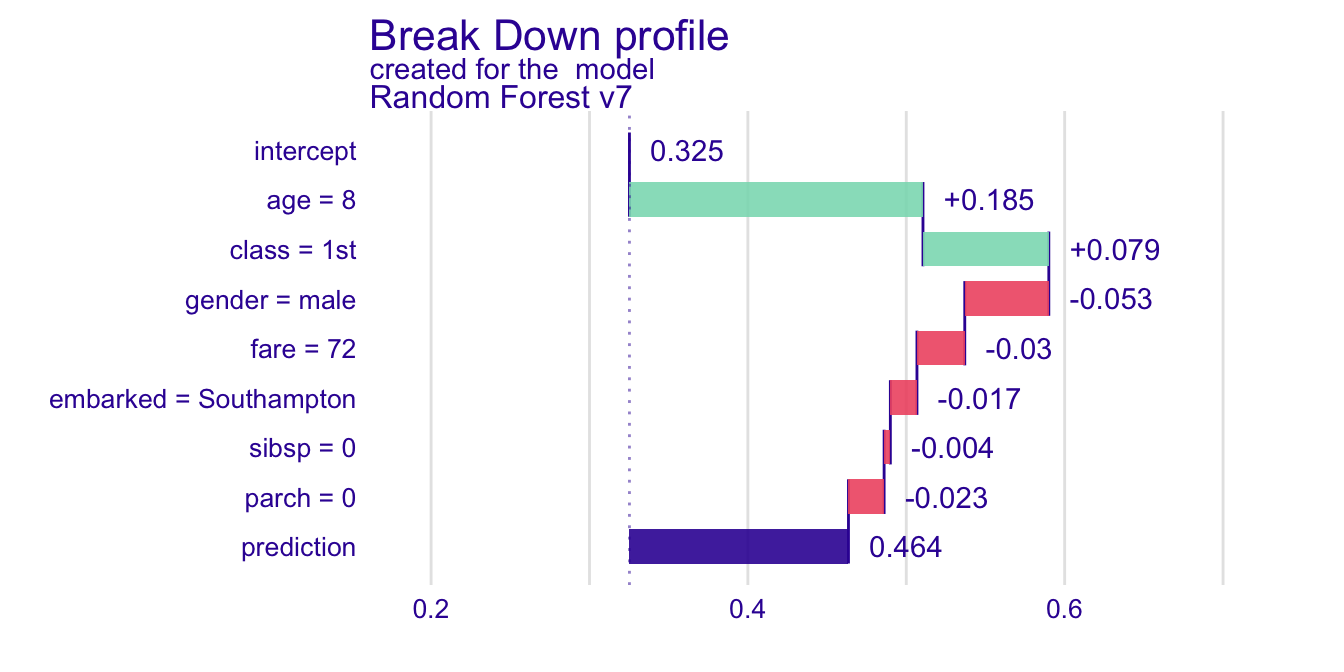 Break Down profile
created for the  model
Random Forest v7
intercept 0.325
age = 8 +0.185
class = 1st +0.079
gender = male -0.053
fare = 72 -0.03
embarked = Southampton -0.017
sibsp = 0 -0.004
parch = 0 -0.023
prediction 0.464
0.2 0.4 0.6